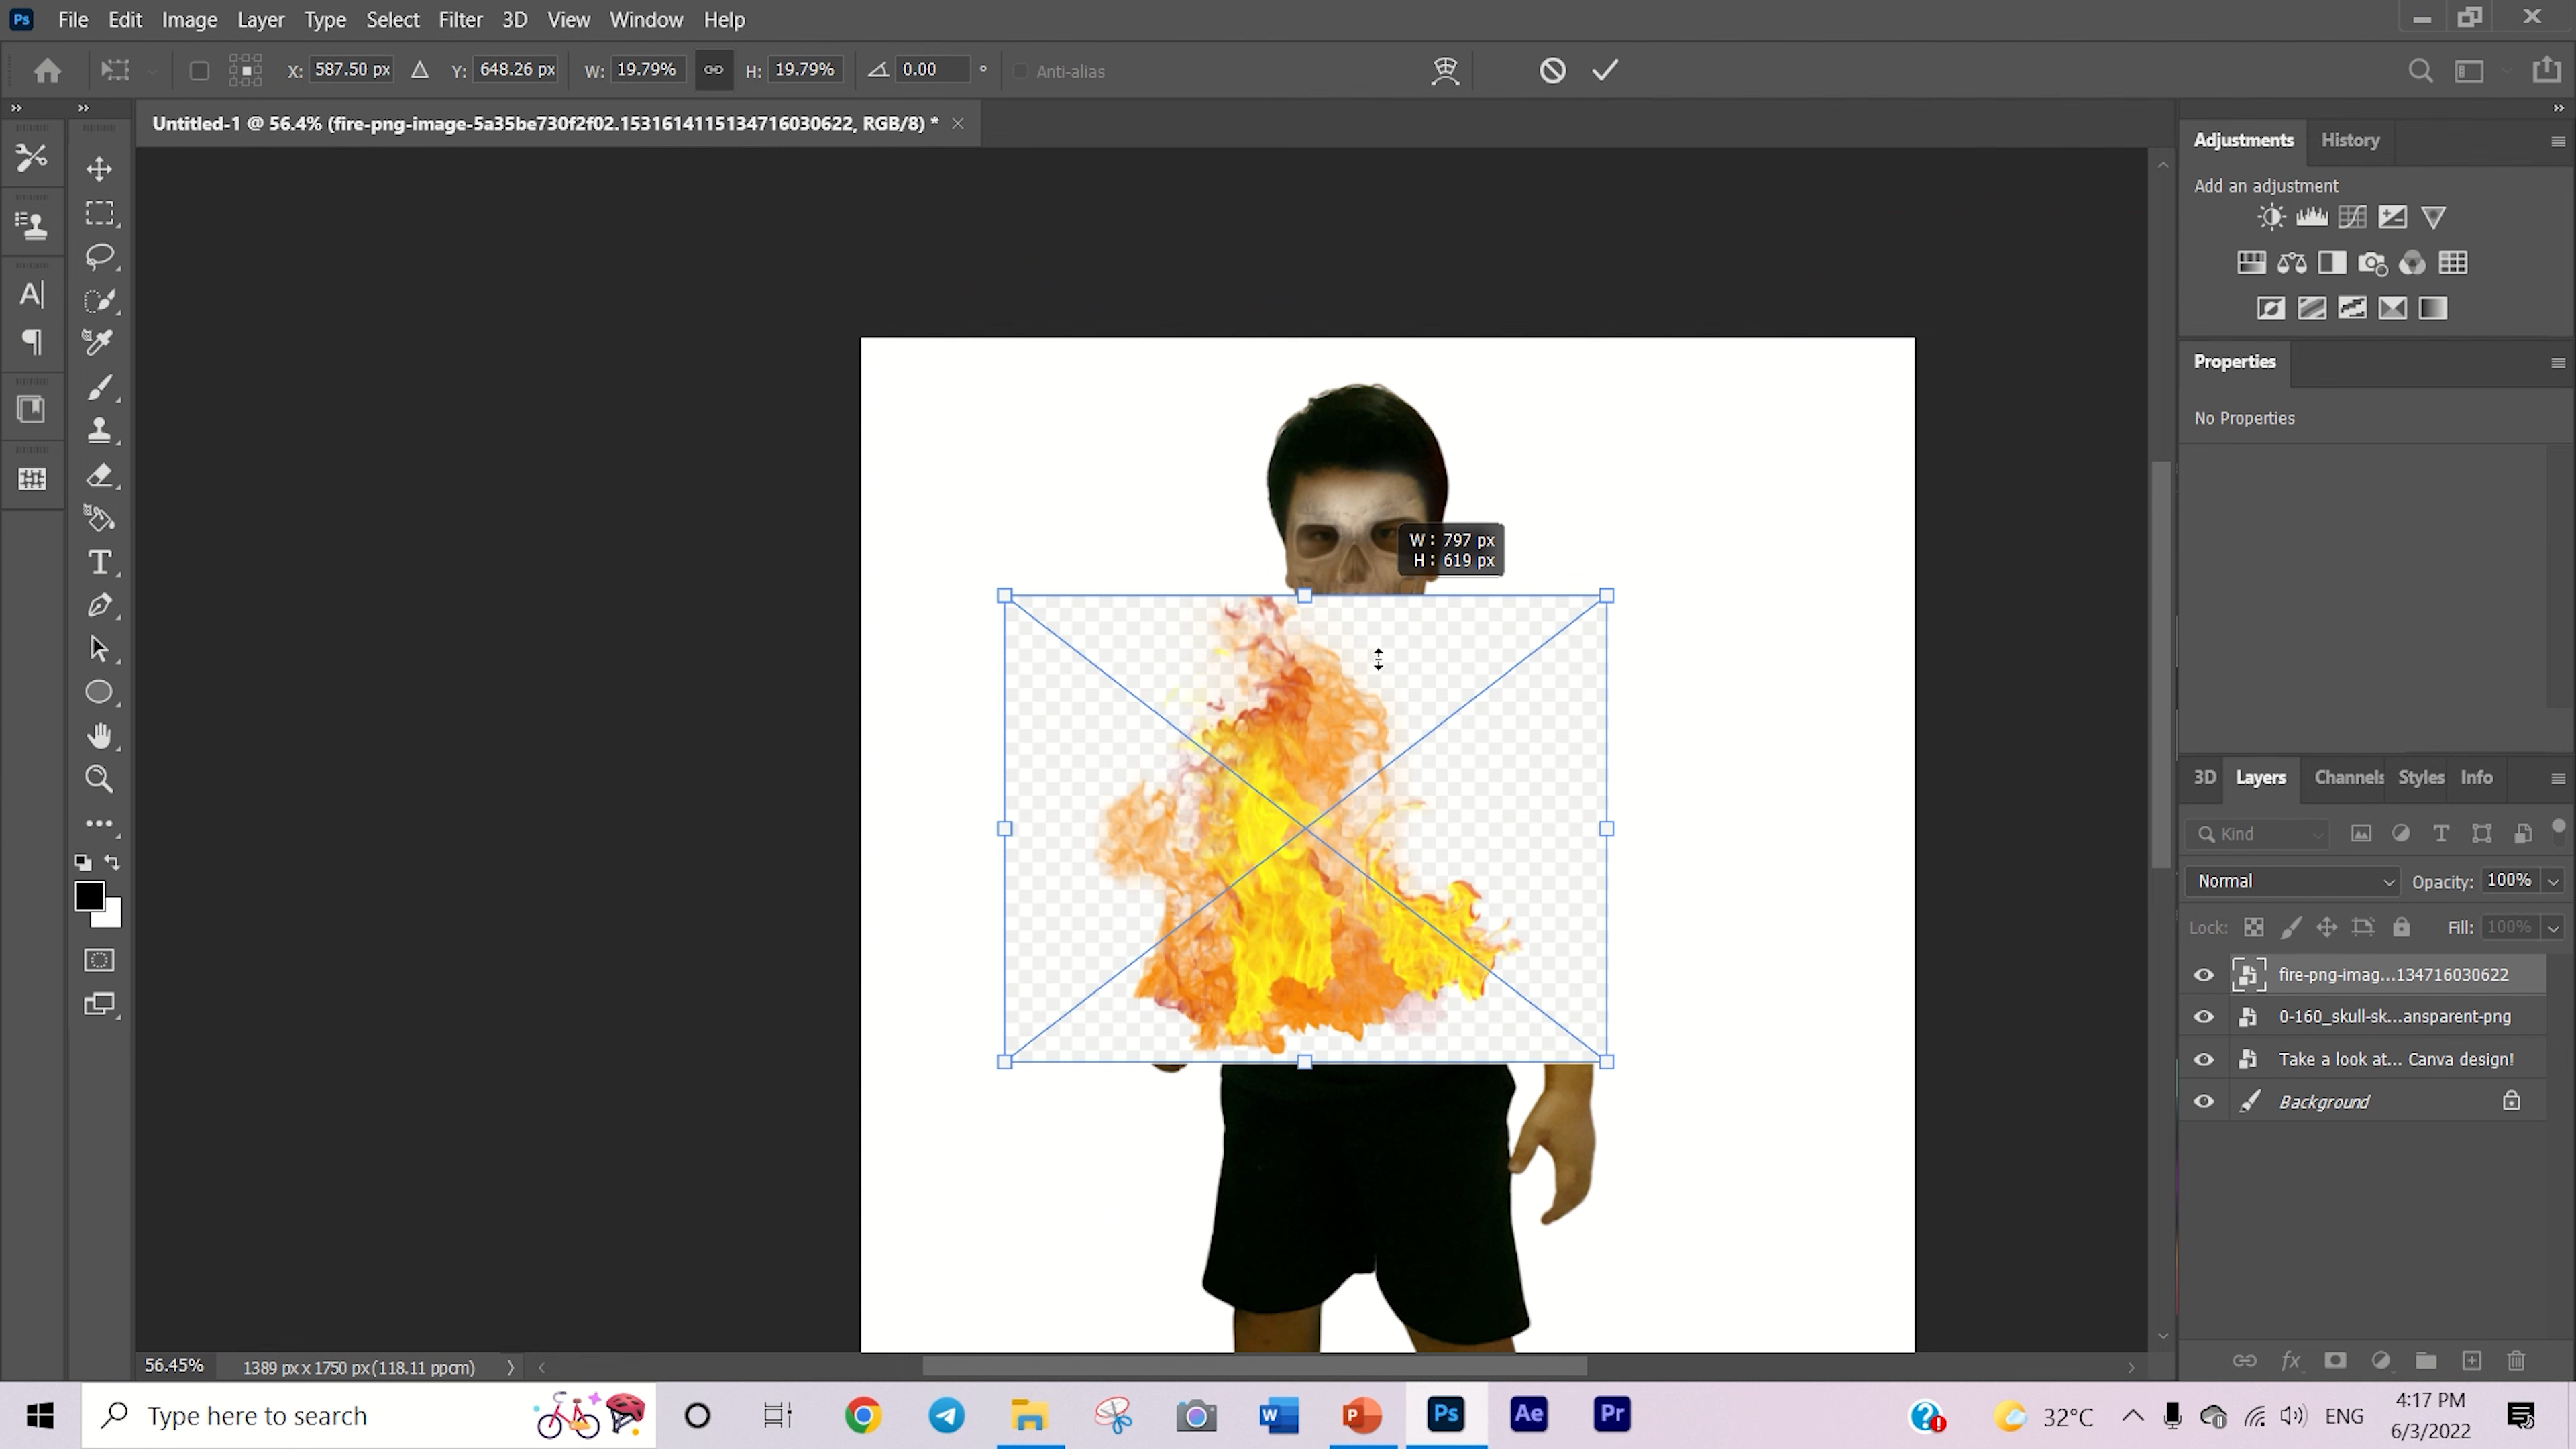 Ps File Edit Image Layer Type Select Filter 3D View Window Help
X: 587.50 px Y: 648.26 px W: 19.79% H: 19.79% 0.00 ° Anti-alias
Untitled-1 @ 56.4% (fire-png-image-5a35be730f2f02.1531614115134716030622, RGB/8) *
Adjustments History
Add an adjustment
Properties
No Properties
W : 797 px
H : 619 px
3D Layers Channels Styles Info
Kind
Normal Opacity: 100%
Lock: Fill: 100%
fire-png-imag...134716030622
0-160_skull-sk...ansparent-png
Take a look at... Canva design!
Background
56.45% 1389 px x 1750 px (118.11 ppcm)
Type here to search
W P Ps Ae Pr
32°C ENG
4:17 PM
6/3/2022